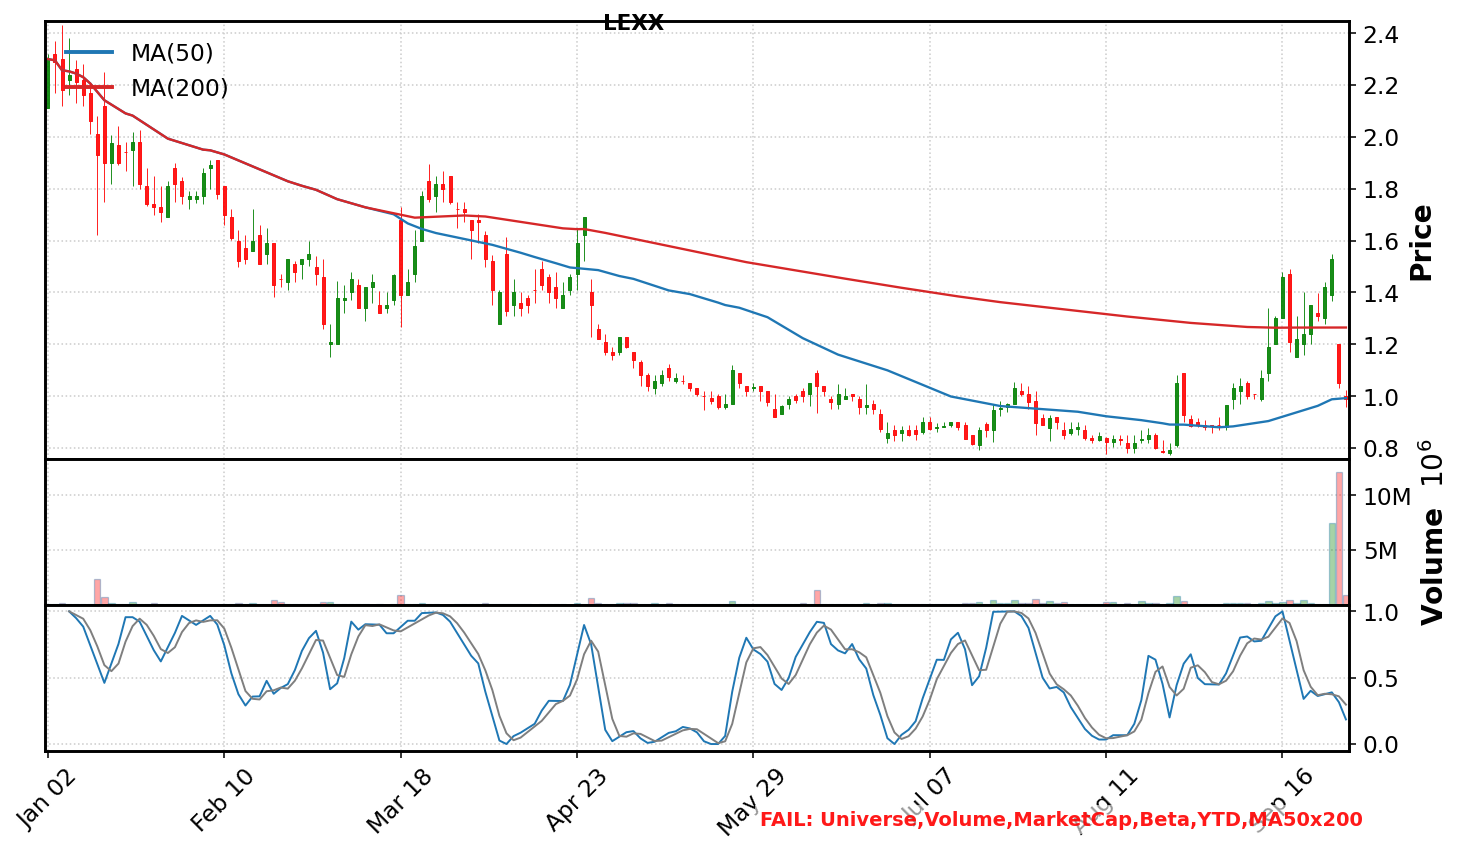 LEXX
MA(50)
MA(200)
2.4
2.2
2.0
1.8
1.6
1.4
1.2
1.0
0.8
Price
10M
5M
Volume 10^6
1.0
0.5
0.0
Jan 02
Feb 10
Mar 18
Apr 23
May 29
Jul 07
Aug 11
Sep 16
FAIL: Universe,Volume,MarketCap,Beta,YTD,MA50x200